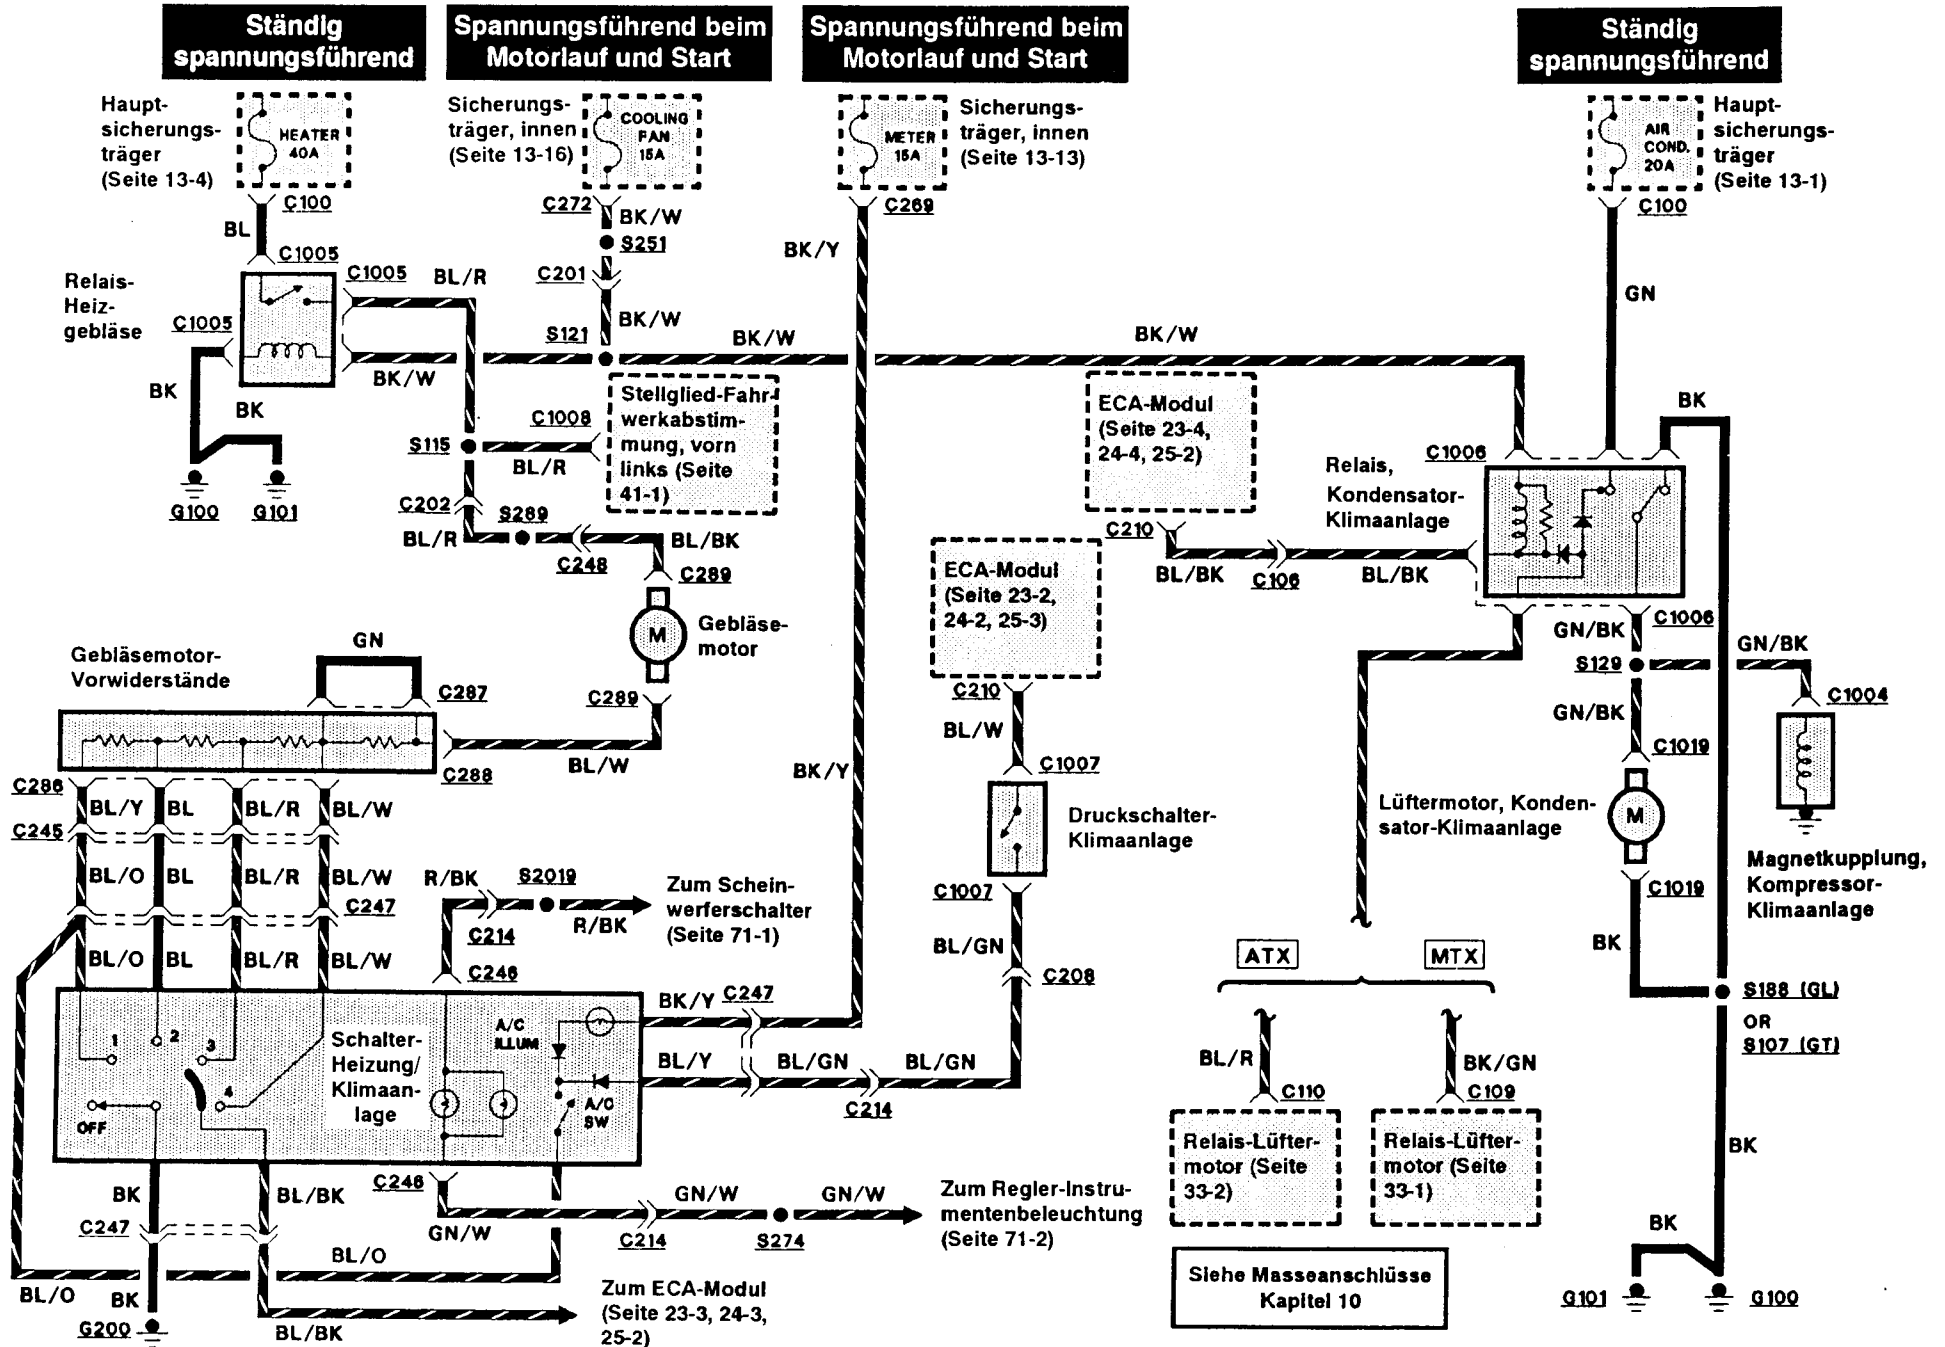 Ständig
spannungsführend
Spannungsführend beim
Motorlauf und Start
Spannungsführend beim
Motorlauf und Start
Ständig
spannungsführend
Haupt-
sicherungs-
träger
(Seite 13-4)
HEATER
40A
Sicherungs-
träger, innen
(Seite 13-16)
COOLING
FAN
15A
METER
15A
Sicherungs-
träger, innen
(Seite 13-13)
AIR
COND.
20A
Haupt-
sicherungs-
träger
(Seite 13-1)
C100
C272
BK/W
C269
C100
BL
S251
BK/Y
C1005
C1005
BL/R
C201
GN
Relais-
Heiz-
gebläse
C1005
BK/W
S121
BK/W
BK/W
BK/W
BK
BK
G100
G101
S115
C1008
BL/R
Stellglied-Fahr-
werkabstim-
mung, vorn
links (Seite
41-1)
ECA-Modul
(Seite 23-4,
24-4, 25-2)
BK
C1006
Relais,
Kondensator-
Klimaanlage
C202
S289
BL/R
C248
BL/BK
C289
C210
BL/BK
C106
BL/BK
ECA-Modul
(Seite 23-2,
24-2, 25-3)
M
Gebläse-
motor
GN
Gebläsemotor-
Vorwiderstände
C287
C289
C210
BL/W
GN/BK
C1006
S129
GN/BK
C1004
GN/BK
C288
BL/W
BK/Y
C1007
C1019
C286
BL/Y
BL
BL/R
BL/W
C245
Druckschalter-
Klimaanlage
Lüftermotor, Konden-
sator-Klimaanlage
M
Magnetkupplung,
Kompressor-
Klimaanlage
BL/O
BL
BL/R
BL/W
C247
R/BK
S2019
Zum Schein-
werferschalter
(Seite 71-1)
C214
R/BK
C1007
C1019
BK
BL/O
BL
BL/R
BL/W
C246
BL/GN
C208
ATX
MTX
S188 (GL)
OR
S107 (GT)
BK/Y
C247
1
2
3
4
OFF
Schalter-
Heizung/
Klimaan-
lage
A/C
ILLUM
A/C
SW
BL/Y
BL/GN
BL/GN
C214
BL/R
C110
BK/GN
C109
Relais-Lüfter-
motor (Seite
33-2)
Relais-Lüfter-
motor (Seite
33-1)
BK
BK
BL/BK
C246
C247
GN/W
GN/W
GN/W
C214
S274
Zum Regler-Instru-
mentenbeleuchtung
(Seite 71-2)
BK
BL/O
BL/O
BK
G200
BL/BK
Zum ECA-Modul
(Seite 23-3, 24-3,
25-2)
Siehe Masseanschlüsse
Kapitel 10
G101
G100